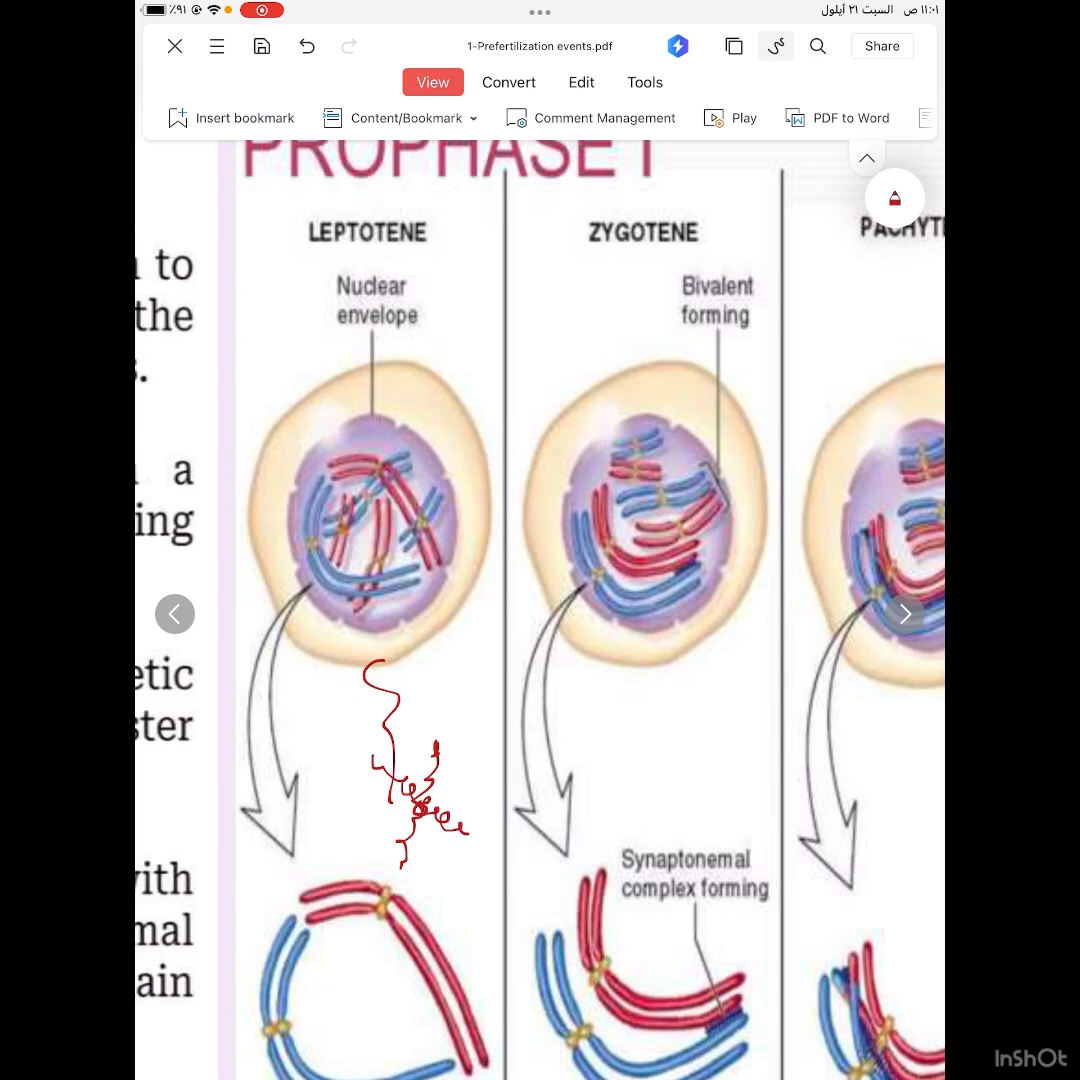 ٪٩١ ١١:٠١ ص السبت ٢١ أيلول
1-Prefertilization events.pdf
Share
View Convert Edit Tools
Insert bookmark Content/Bookmark Comment Management Play PDF to Word
PROPHASE I
LEPTOTENE ZYGOTENE
to
the
s.
a
ing
etic
ster
with
mal
ain
Nuclear
envelope
Bivalent
forming
Synaptonemal
complex forming
InShOt